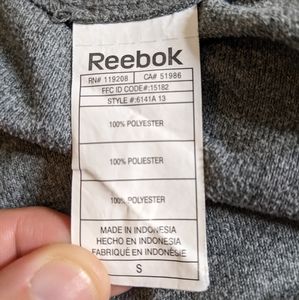 Reebok
RN# 119208 CA# 51986
FFC ID CODE#:15182
STYLE #:6141A 13
100% POLYESTER
100% POLYESTER
100% POLYESTER
MADE IN INDONESIA
HECHO EN INDONESIA
FABRIQUÉ EN INDONÉSIE
S